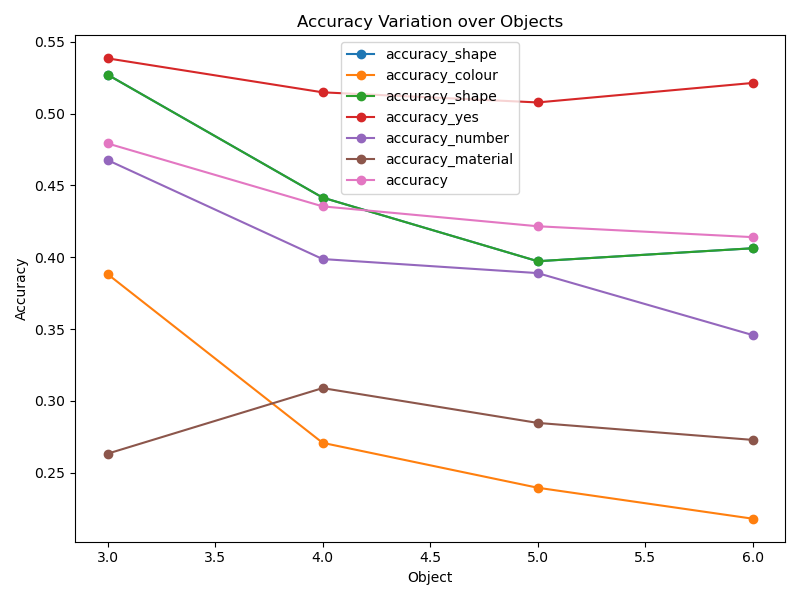 Accuracy Variation over Objects
accuracy_shape
accuracy_colour
accuracy_shape
accuracy_yes
accuracy_number
accuracy_material
accuracy
Accuracy
0.55
0.50
0.45
0.40
0.35
0.30
0.25
3.0 3.5 4.0 4.5 5.0 5.5 6.0
Object